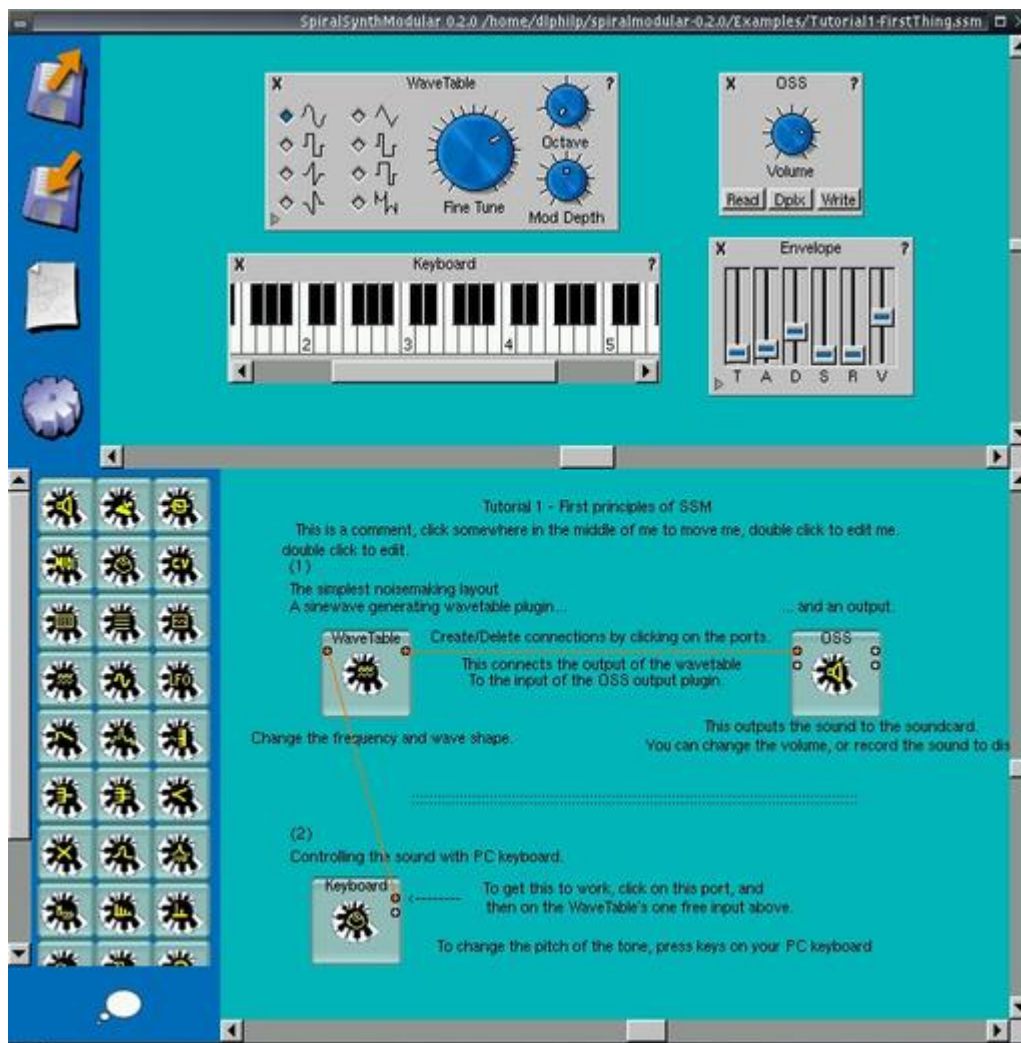 SpiralSynthModular 0.2.0 /home/dlphilp/spiralmodular-0.2.0/Examples/Tutorial1-FirstThing.ssm
X WaveTable ?
Octave
Fine Tune
Mod Depth
X OSS ?
Volume
Read Dplx Write
X Keyboard ?
2 3 4 5
X Envelope ?
T A D S R V
MIDI
CV
LFO
Tutorial 1 - First principles of SSM
This is a comment, click somewhere in the middle of me to move me, double click to edit me.
double click to edit.
(1)
The simplest noisemaking layout
A sinewave generating wavetable plugin... ... and an output.
WaveTable Create/Delete connections by clicking on the ports. OSS
This connects the output of the wavetable
To the input of the OSS output plugin.
This outputs the sound to the soundcard.
Change the frequency and wave shape. You can change the volume, or record the sound to dis
(2)
Controlling the sound with PC keyboard.
Keyboard
<-------- To get this to work, click on this port, and
then on the WaveTable's one free input above.
To change the pitch of the tone, press keys on your PC keyboard